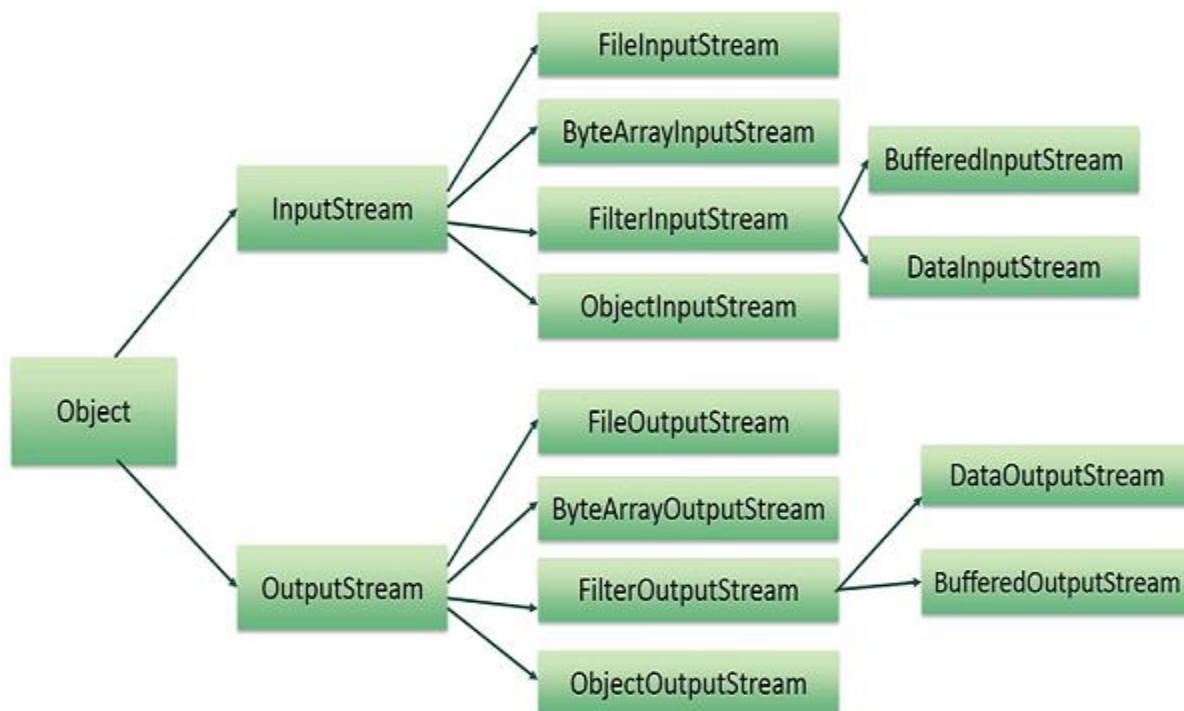 FileInputStream
ByteArrayInputStream
BufferedInputStream
InputStream
FilterInputStream
DataInputStream
ObjectInputStream
Object
FileOutputStream
DataOutputStream
ByteArrayOutputStream
OutputStream
FilterOutputStream
BufferedOutputStream
ObjectOutputStream